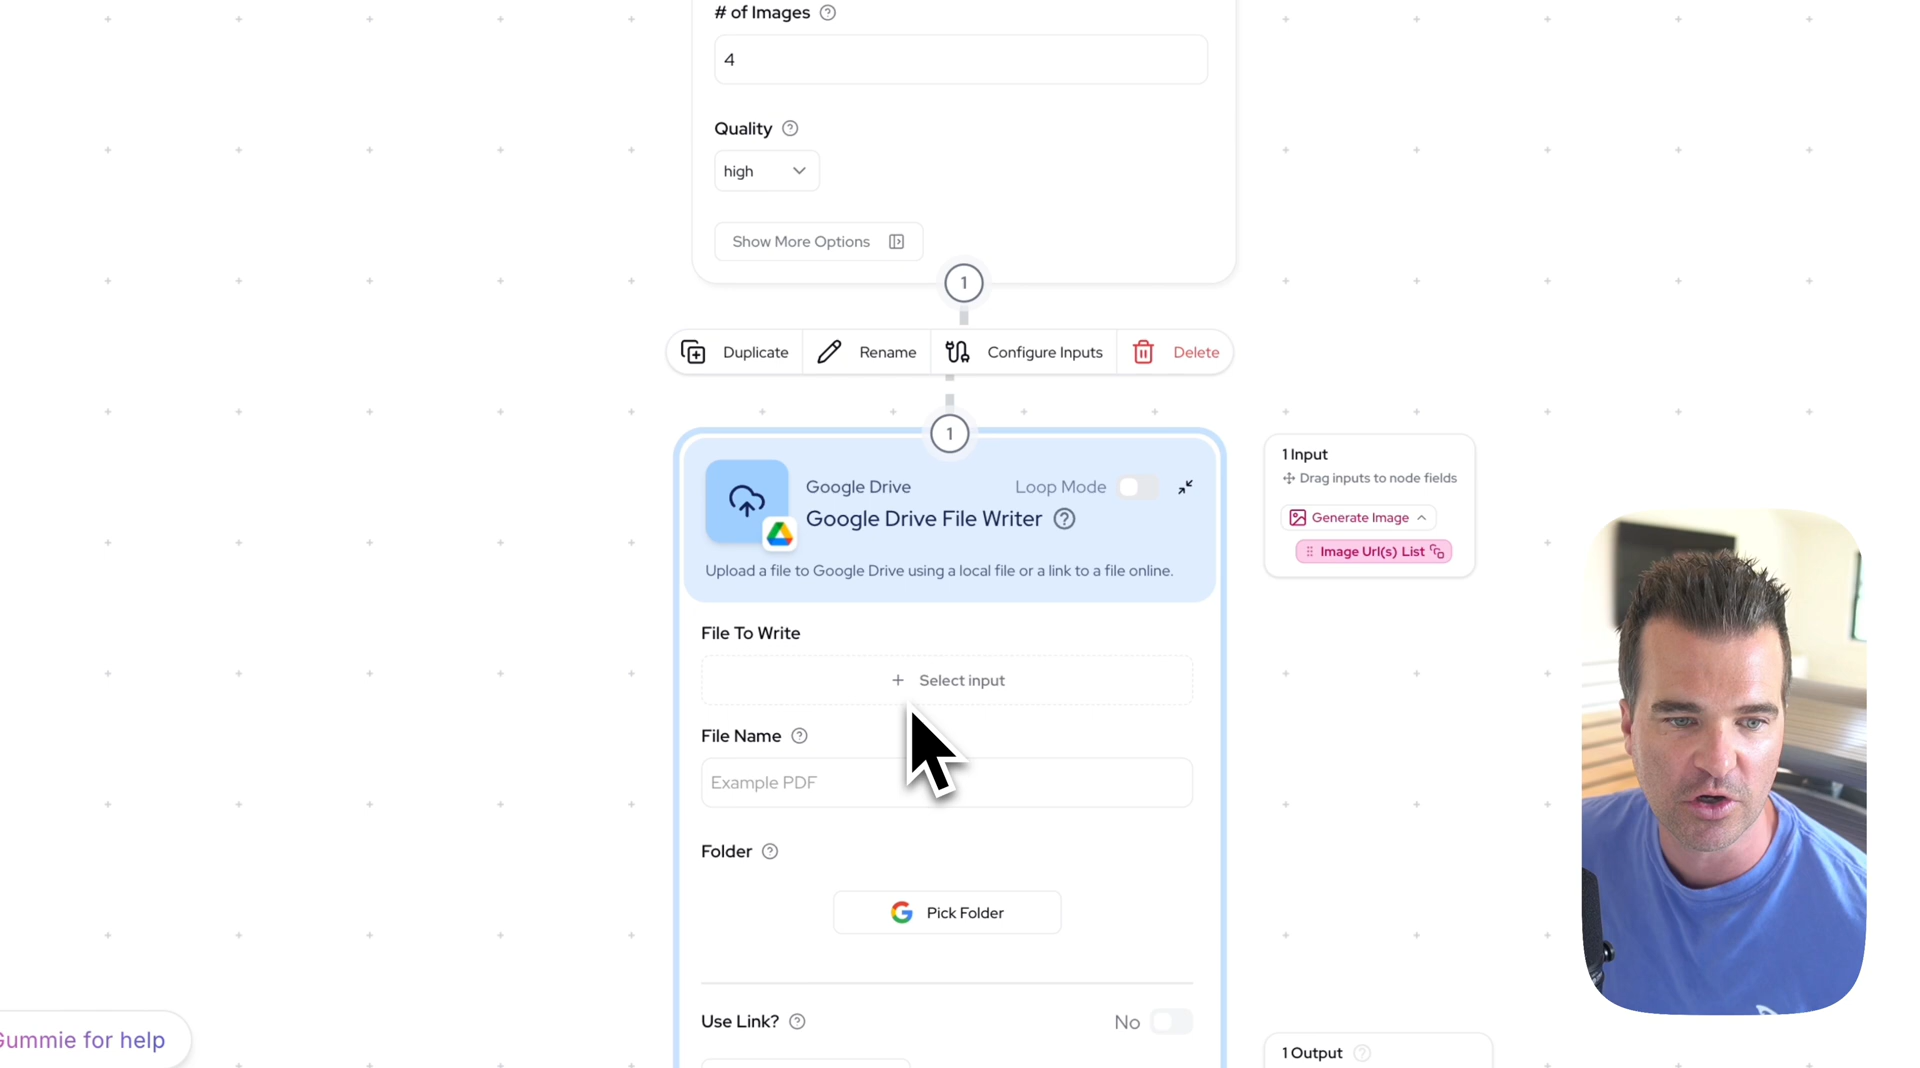 # of Images
4
Quality
high
Show More Options
1
Duplicate
Rename
Configure Inputs
Delete
1
Google Drive
Loop Mode
Google Drive File Writer
Upload a file to Google Drive using a local file or a link to a file online.
1 Input
Drag inputs to node fields
Generate Image
Image Url(s) List
File To Write
+ Select input
File Name
Example PDF
Folder
Pick Folder
Use Link?
No
1 Output
Gummie for help